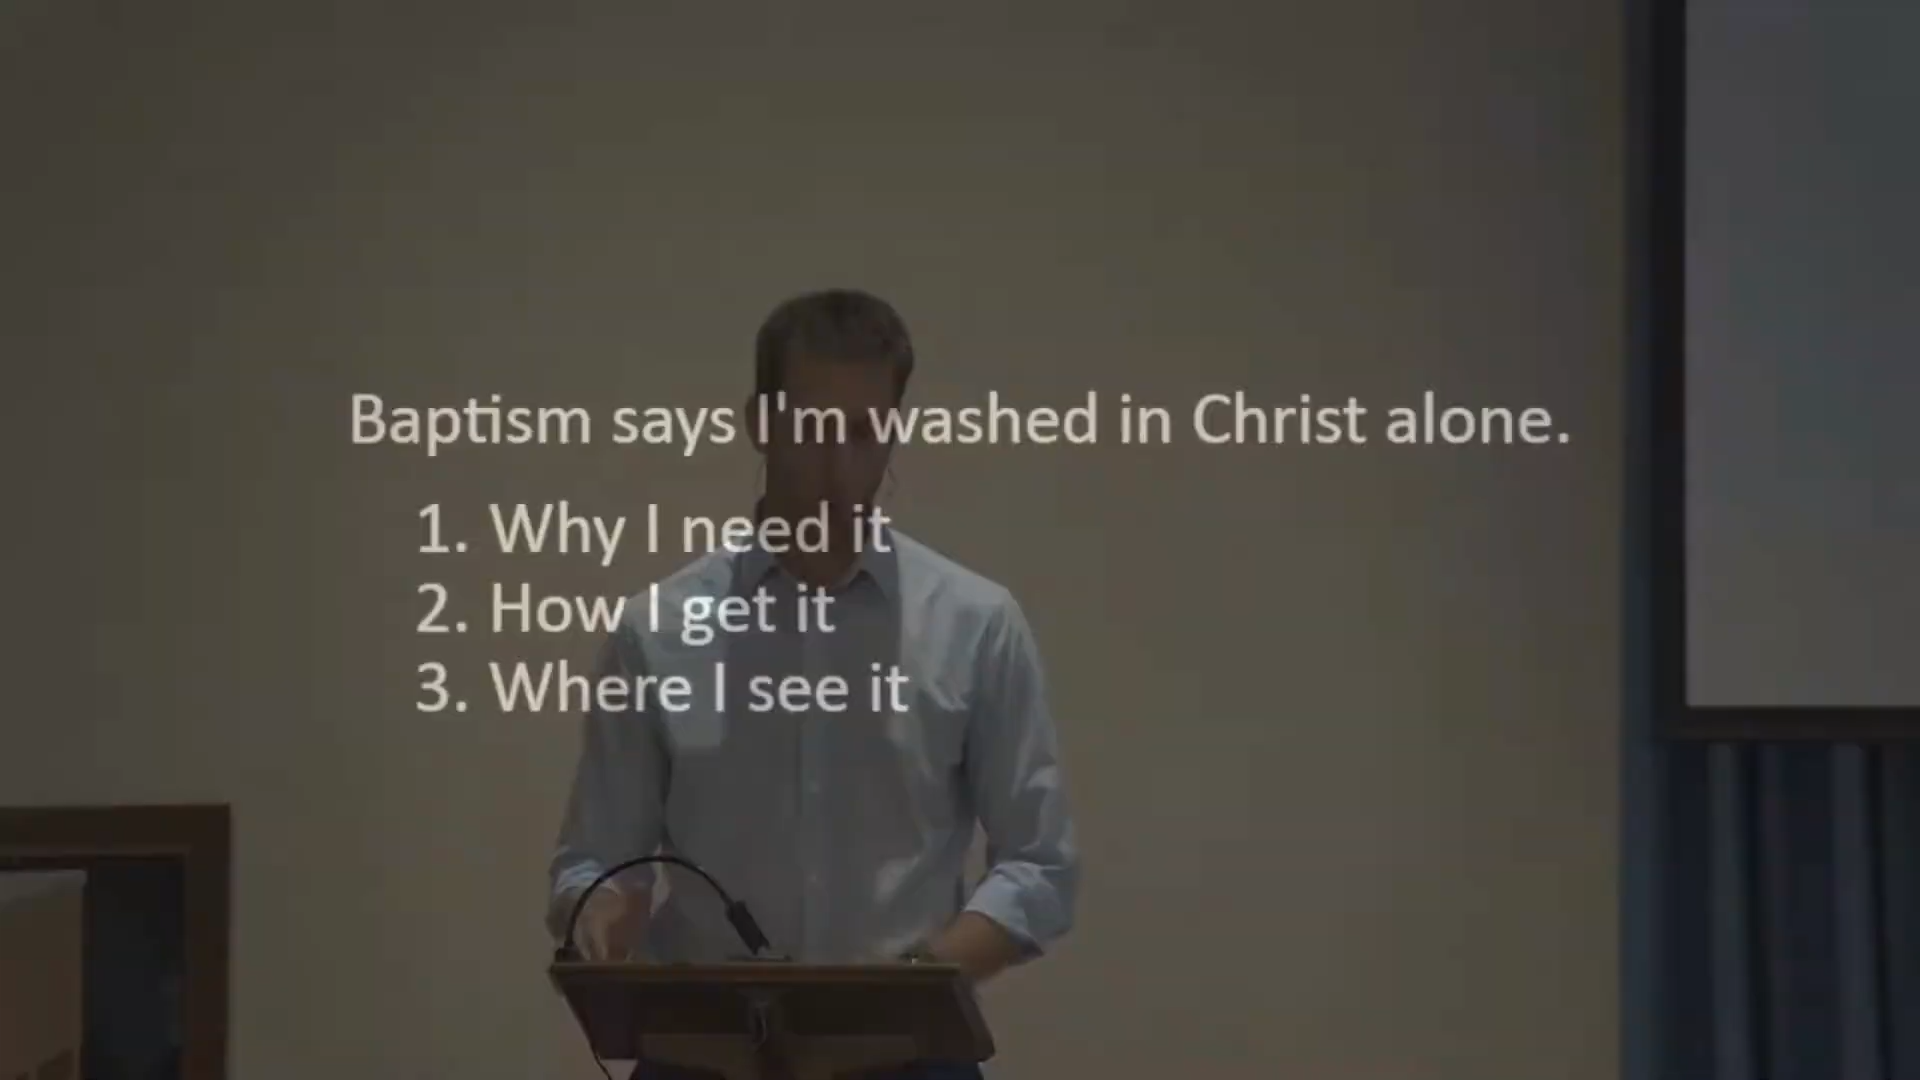 Baptism says I'm washed in Christ alone.
1. Why I need it
2. How I get it
3. Where I see it